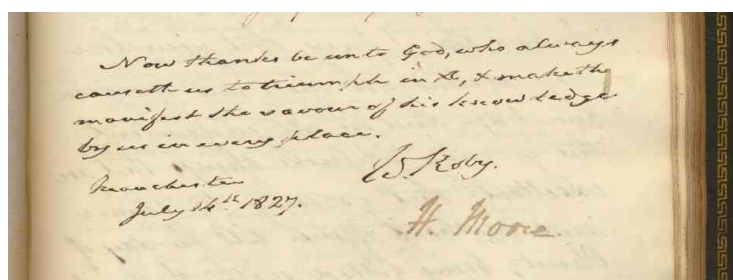 Now thanks be unto God, who always
causeth us to triumph in Xt, & maketh
manifest the savour of his knowledge
by us in every place.
W. Roby.
Manchester
July 14th 1827.
H. Moore